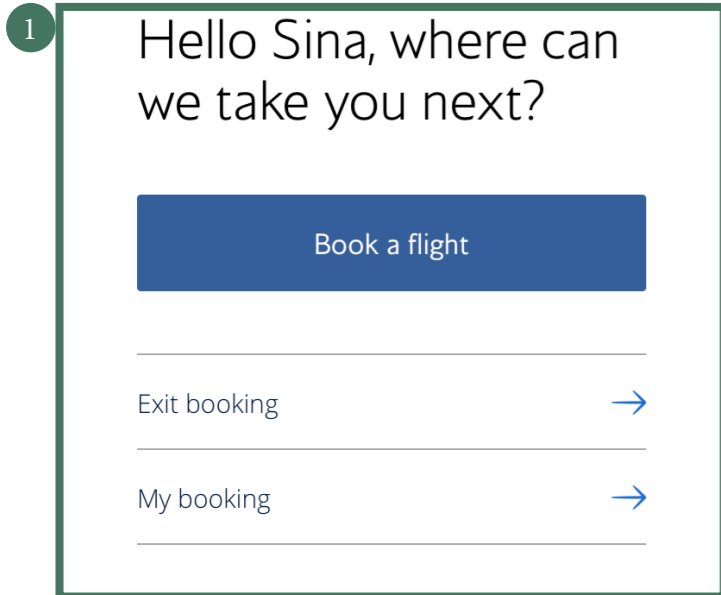 1
Hello Sina, where can
we take you next?
Book a flight
Exit booking
My booking